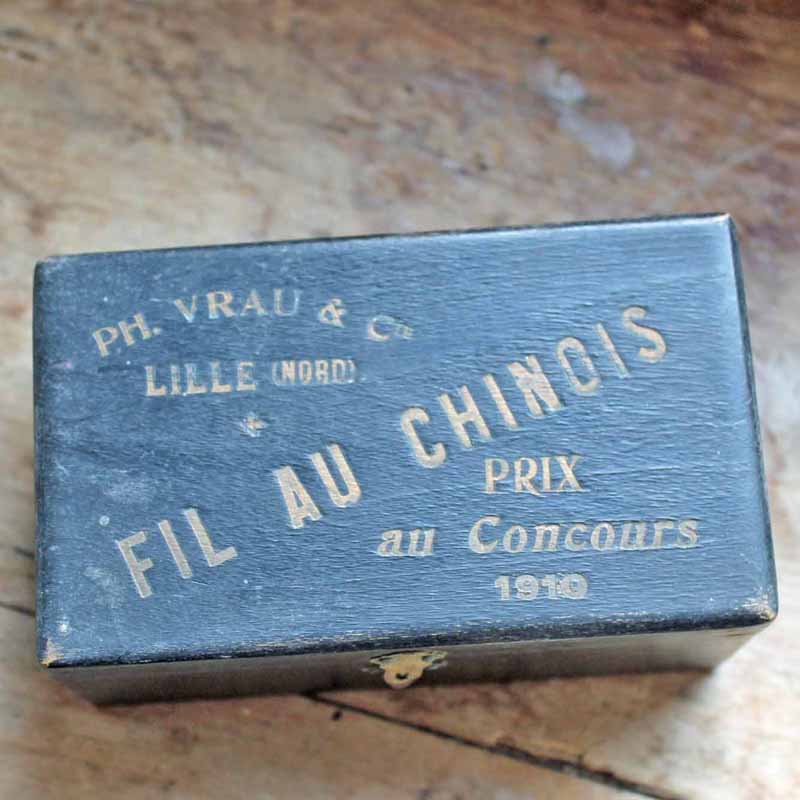 PH. VRAU & Cie
LILLE (NORD)
FIL AU CHINOIS
PRIX
au Concours
1910